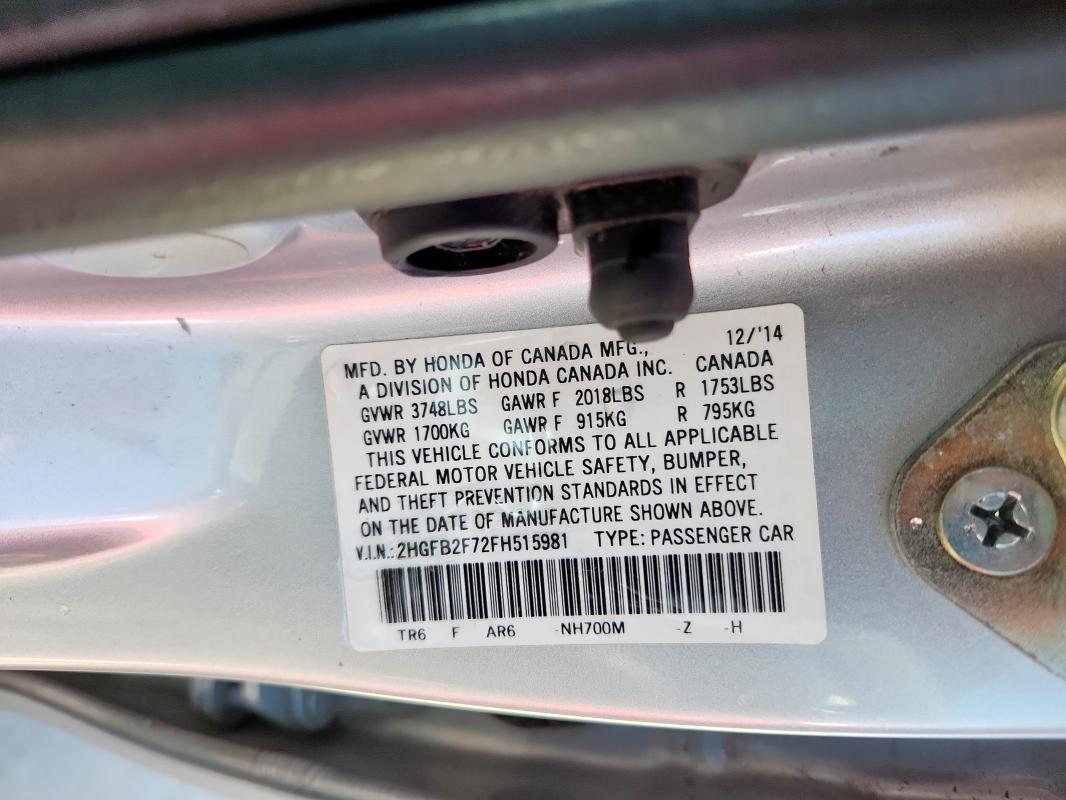 12/'14
MFD. BY HONDA OF CANADA MFG.,
A DIVISION OF HONDA CANADA INC. CANADA
GVWR 3748LBS GAWR F 2018LBS R 1753LBS
GVWR 1700KG GAWR F 915KG R 795KG
THIS VEHICLE CONFORMS TO ALL APPLICABLE
FEDERAL MOTOR VEHICLE SAFETY, BUMPER,
AND THEFT PREVENTION STANDARDS IN EFFECT
ON THE DATE OF MANUFACTURE SHOWN ABOVE.
V.I.N.: 2HGFB2F72FH515981 TYPE: PASSENGER CAR
TR6 F AR6 -NH700M -Z -H